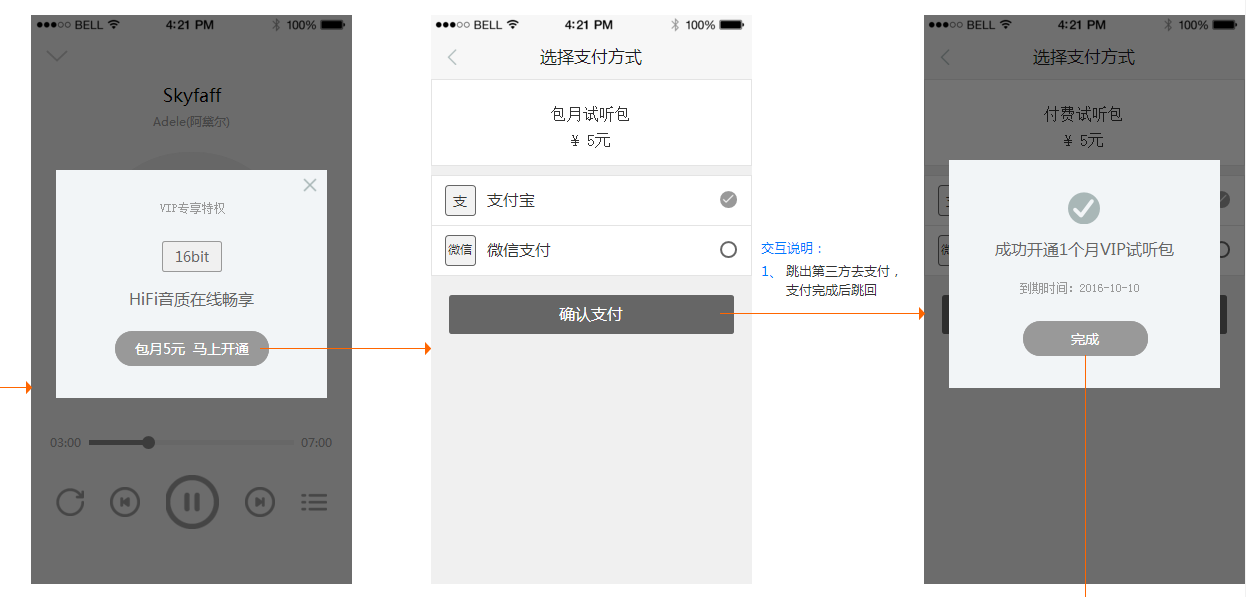 BELL 4:21 PM 100%
Skyfaff
Adele(阿黛尔)
VIP专享特权
16bit
HiFi音质在线畅享
包月5元 马上开通
03:00 07:00
BELL 4:21 PM 100%
选择支付方式
包月试听包
¥ 5元
支 支付宝
微信 微信支付
确认支付
交互说明：
1、 跳出第三方去支付，
支付完成后跳回
BELL 4:21 PM 100%
选择支付方式
付费试听包
¥ 5元
成功开通1个月VIP试听包
到期时间：2016-10-10
完成